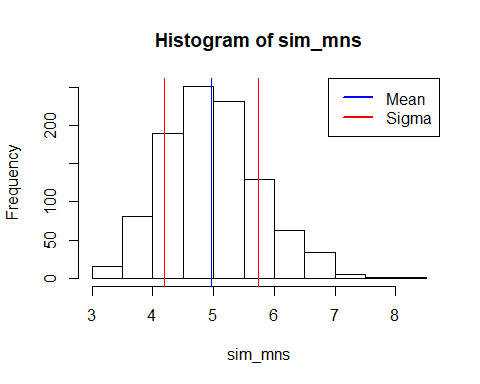 Histogram of sim_mns
Mean
Sigma
Frequency
200
100
50
0
3 4 5 6 7 8
sim_mns